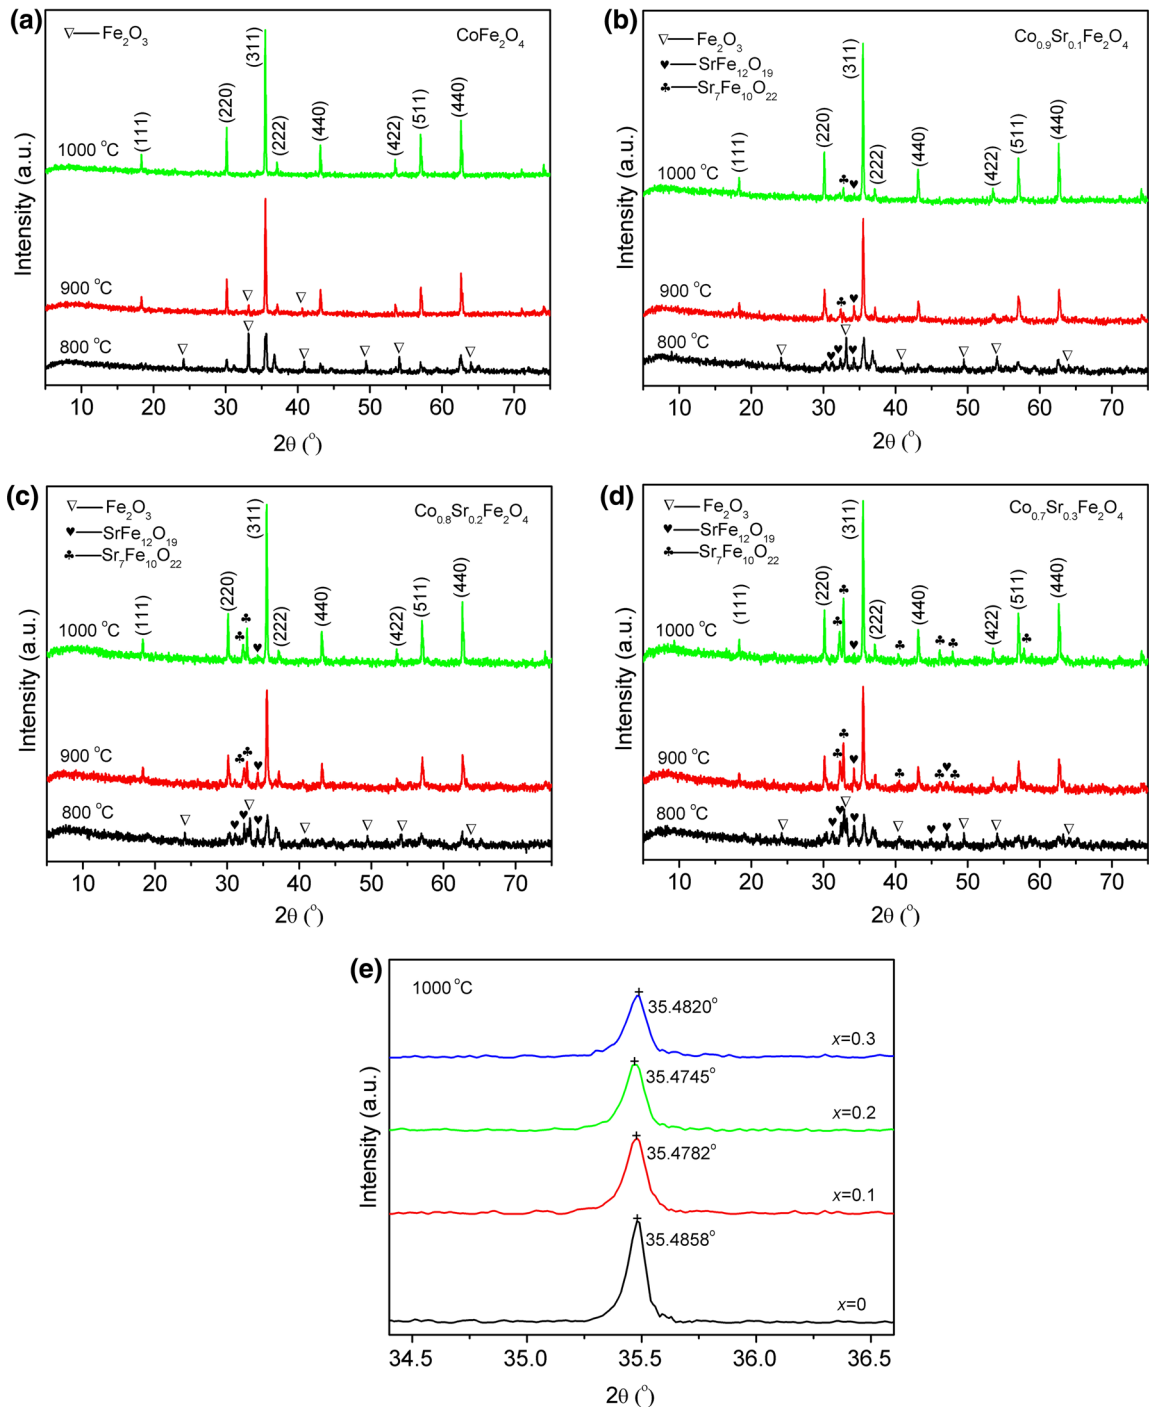 (a)
▽—Fe₂O₃
CoFe₂O₄
(111)
(220)
(311)
(222)
(440)
(422)
(511)
(440)
1000 °C
900 °C
800 °C
Intensity (a.u.)
10 20 30 40 50 60 70
2θ (°)
(b)
▽—Fe₂O₃
♥—SrFe₁₂O₁₉
♣—Sr₇Fe₁₀O₂₂
Co₀.₉Sr₀.₁Fe₂O₄
(111)
(220)
(311)
(222)
(440)
(422)
(511)
(440)
1000 °C
900 °C
800 °C
Intensity (a.u.)
10 20 30 40 50 60 70
2θ (°)
(c)
▽—Fe₂O₃
♥—SrFe₁₂O₁₉
♣—Sr₇Fe₁₀O₂₂
Co₀.₈Sr₀.₂Fe₂O₄
(111)
(220)
(311)
(222)
(440)
(422)
(511)
(440)
1000 °C
900 °C
800 °C
Intensity (a.u.)
10 20 30 40 50 60 70
2θ (°)
(d)
▽—Fe₂O₃
♥—SrFe₁₂O₁₉
♣—Sr₇Fe₁₀O₂₂
Co₀.₇Sr₀.₃Fe₂O₄
(111)
(220)
(311)
(222)
(440)
(422)
(511)
(440)
1000 °C
900 °C
800 °C
Intensity (a.u.)
10 20 30 40 50 60 70
2θ (°)
(e)
1000 °C
35.4820°
x=0.3
35.4745°
x=0.2
35.4782°
x=0.1
35.4858°
x=0
Intensity (a.u.)
34.5 35.0 35.5 36.0 36.5
2θ (°)